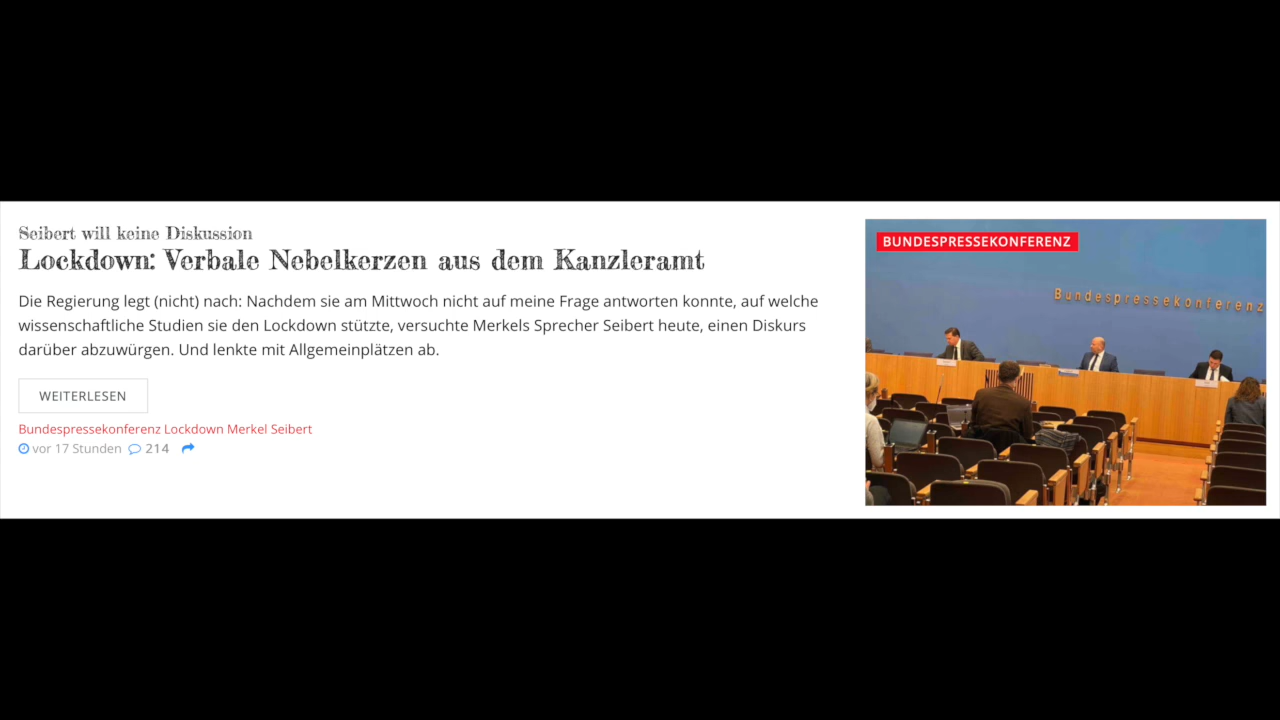 Seibert will keine Diskussion
Lockdown: Verbale Nebelkerzen aus dem Kanzleramt
Die Regierung legt (nicht) nach: Nachdem sie am Mittwoch nicht auf meine Frage antworten konnte, auf welche
wissenschaftliche Studien sie den Lockdown stützte, versuchte Merkels Sprecher Seibert heute, einen Diskurs
darüber abzuwürgen. Und lenkte mit Allgemeinplätzen ab.
WEITERLESEN
Bundespressekonferenz Lockdown Merkel Seibert
vor 17 Stunden 214
BUNDESPRESSEKONFERENZ
Bundespressekonferenz